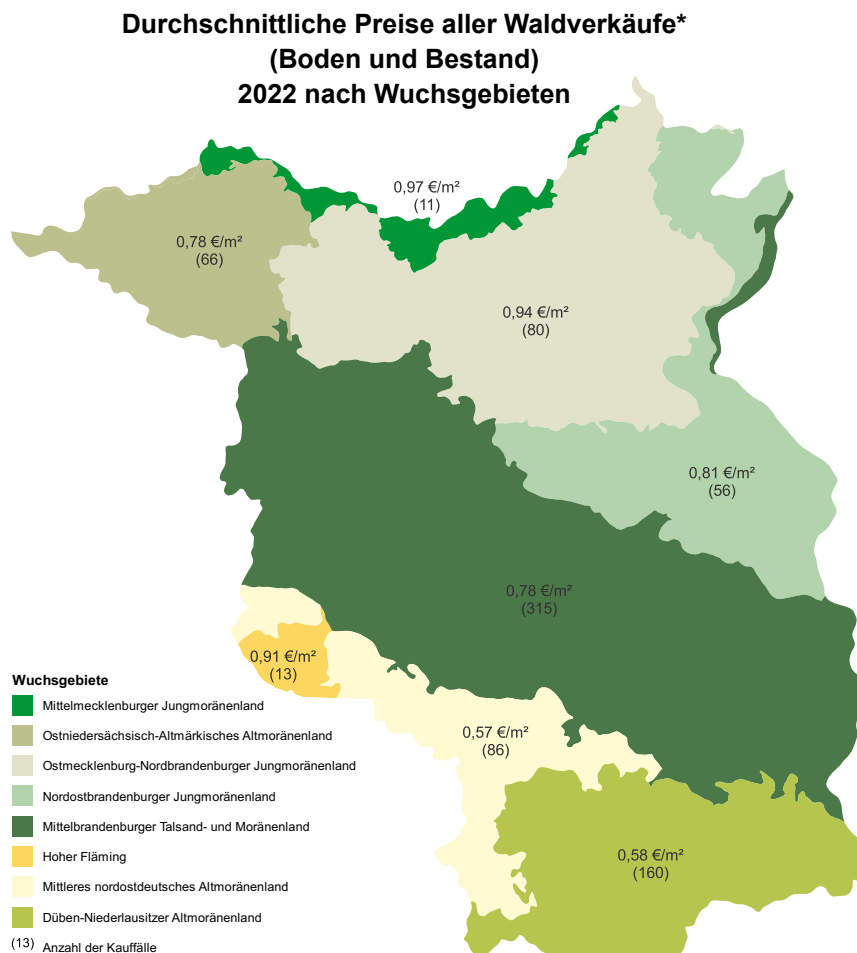 Durchschnittliche Preise aller Waldverkäufe*
(Boden und Bestand)
2022 nach Wuchsgebieten
0,97 €/m²
(11)
0,78 €/m²
(66)
0,94 €/m²
(80)
0,81 €/m²
(56)
0,78 €/m²
(315)
0,91 €/m²
(13)
0,57 €/m²
(86)
0,58 €/m²
(160)
Wuchsgebiete
Mittelmecklenburger Jungmoränenland
Ostniedersächsisch-Altmärkisches Altmoränenland
Ostmecklenburg-Nordbrandenburger Jungmoränenland
Nordostbrandenburger Jungmoränenland
Mittelbrandenburger Talsand- und Moränenland
Hoher Fläming
Mittleres nordostdeutsches Altmoränenland
Düben-Niederlausitzer Altmoränenland
(13) Anzahl der Kauffälle